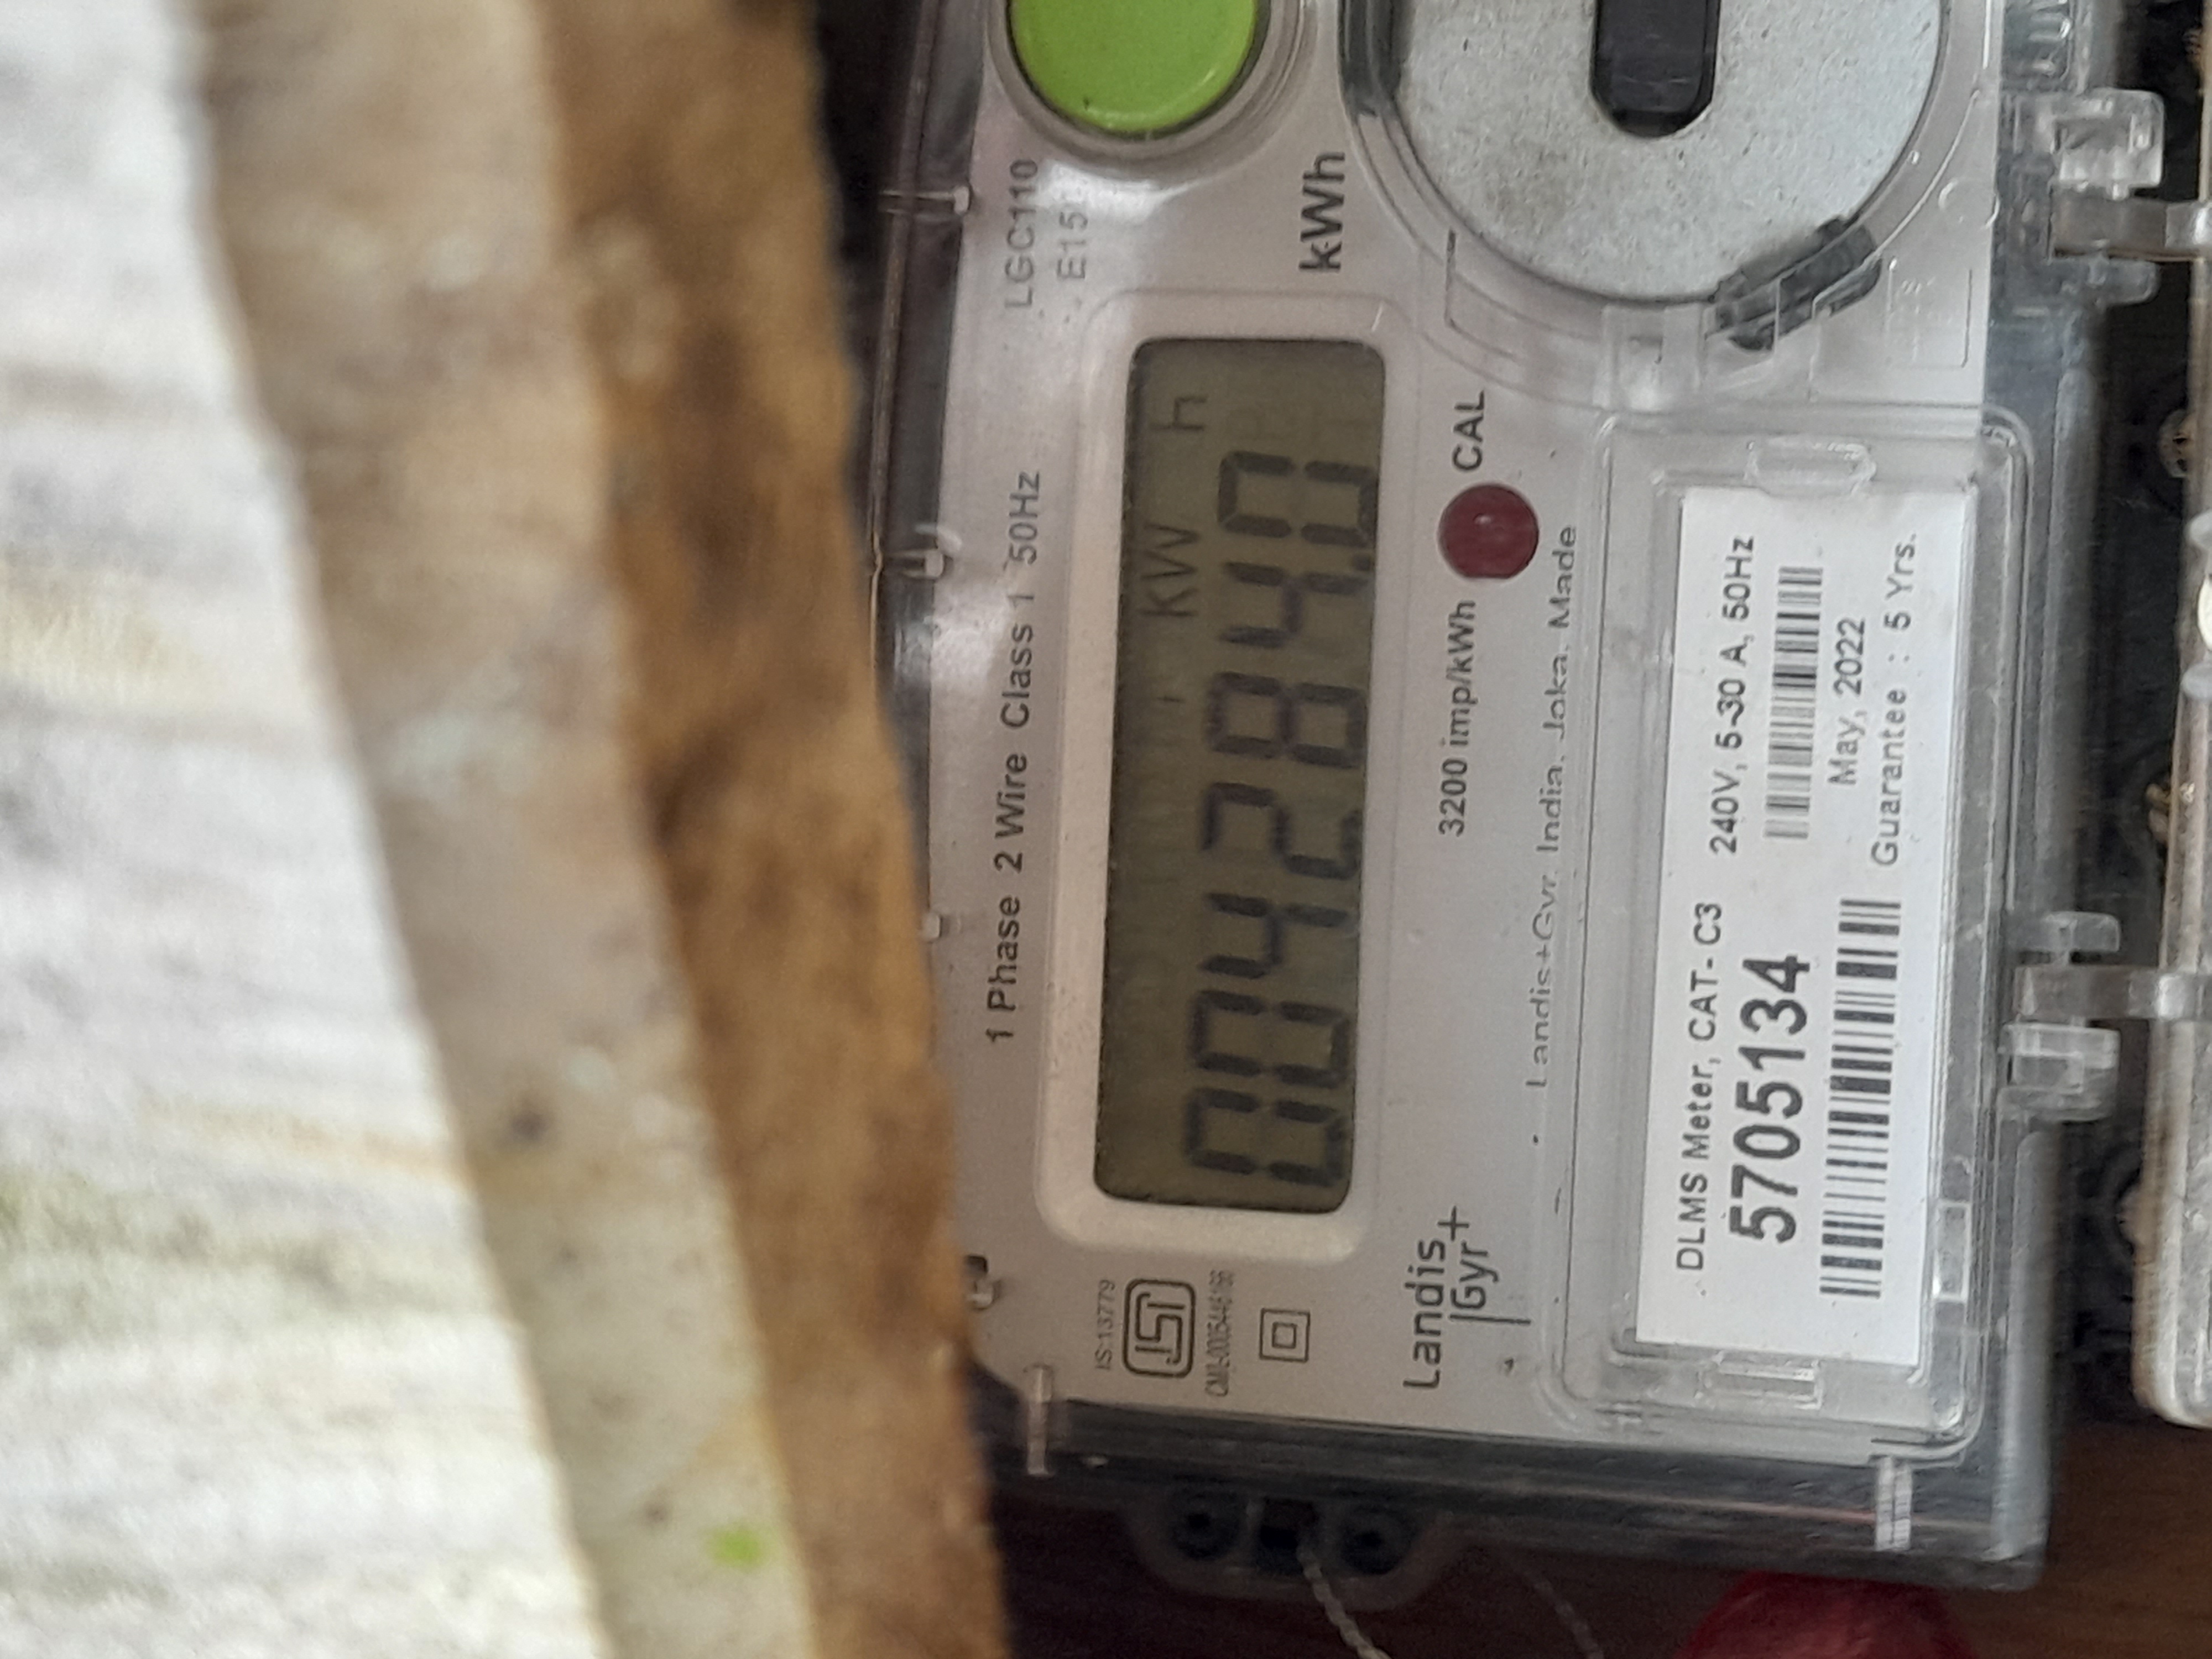 LGC110
E15
kWh
1 Phase 2 Wire Class 1 50Hz
kW h
004284.0
IS:13779
3200 imp/kWh CAL
Landis
Gyr+
Landis+Gyr. India. Joka. Made
DLMS Meter, CAT- C3 240V, 5-30 A, 50Hz
5705134
May, 2022
Guarantee : 5 Yrs.